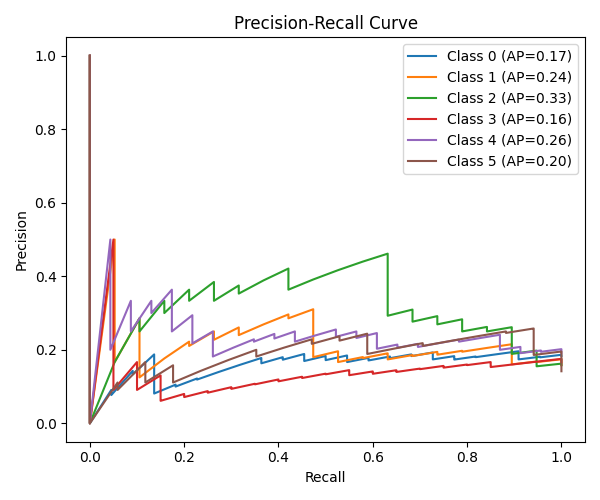 Precision-Recall Curve
Class 0 (AP=0.17)
Class 1 (AP=0.24)
Class 2 (AP=0.33)
Class 3 (AP=0.16)
Class 4 (AP=0.26)
Class 5 (AP=0.20)
Precision
1.0
0.8
0.6
0.4
0.2
0.0
0.0 0.2 0.4 0.6 0.8 1.0
Recall